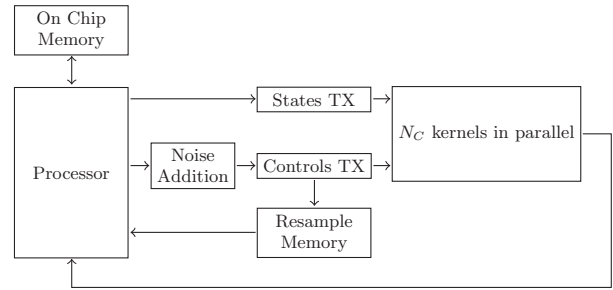 On Chip
Memory
States TX
N_C kernels in parallel
Processor
Noise
Addition
Controls TX
Resample
Memory